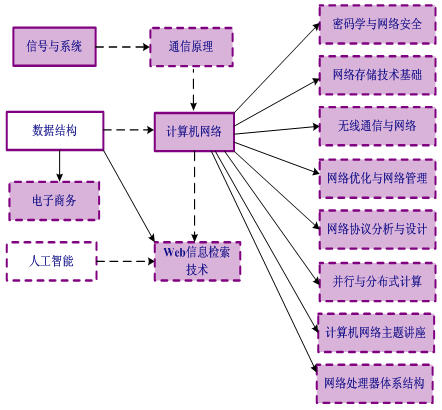 信号与系统
通信原理
密码学与网络安全
网络存储技术基础
数据结构
计算机网络
无线通信与网络
网络优化与网络管理
电子商务
网络协议分析与设计
人工智能
Web信息检索
技术
并行与分布式计算
计算机网络主题讲座
网络处理器体系结构